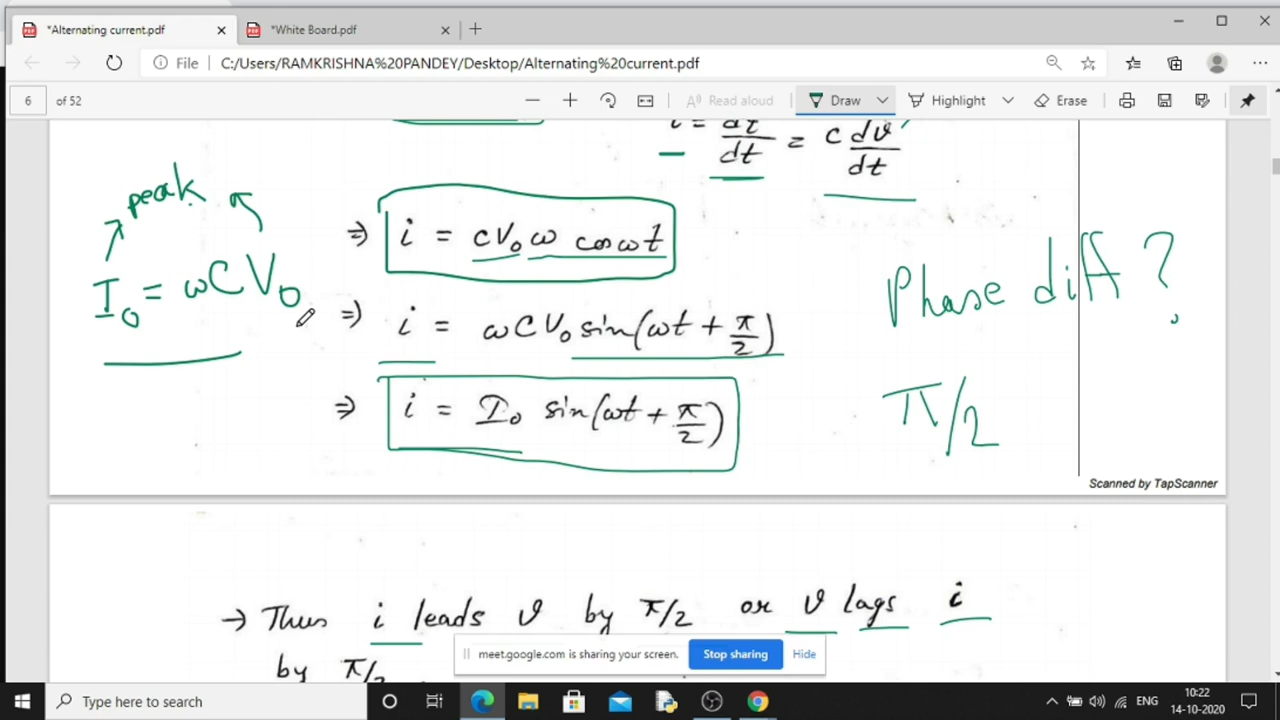 *Alternating current.pdf
*White Board.pdf
File | C:/Users/RAMKRISHNA%20PANDEY/Desktop/Alternating%20current.pdf
6 of 52
Read aloud
Draw
Highlight
Erase
dt = c dv
dt
peak
⇒ i = cV₀ω cosωt
I₀ = ωCV₀
Phase diff ?
⇒ i = ωCV₀ sin(ωt + π/2)
⇒ i = I₀ sin(ωt + π/2)
π/2
Scanned by TapScanner
→ Thus i leads v by π/2 or v lags i
by π/2
meet.google.com is sharing your screen.
Stop sharing
Hide
Type here to search
ENG
10:22
14-10-2020